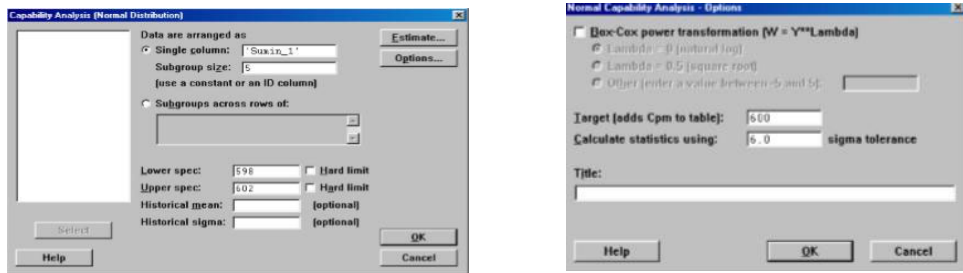 Capability Analysis (Normal Distribution)
Data are arranged as
Single column: 'Supin_1'
Subgroup size: 5
(use a constant or an ID column)
Subgroups across rows of:
Estimate...
Options...
Lower spec: 598 Hard limit
Upper spec: 602 Hard limit
Historical mean: (optional)
Historical sigma: (optional)
Select
Help
OK
Cancel
Normal Capability Analysis - Options
Box-Cox power transformation (W = Y**Lambda)
Lambda = 0 (natural log)
Lambda = 0.5 (square root)
Other (enter a value between -5 and 5):
Target (adds Cpm to table): 600
Calculate statistics using: 6.0 sigma tolerance
Title:
Help
OK
Cancel